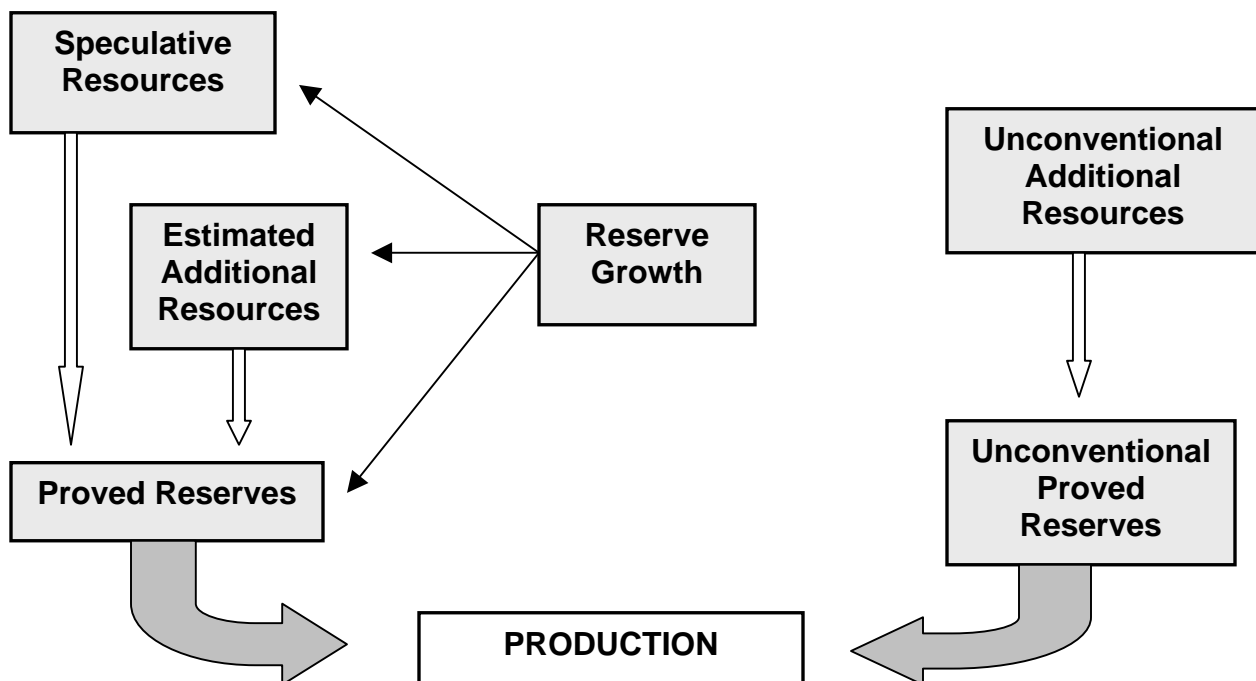 Speculative
Resources
Unconventional
Additional
Resources
Estimated
Additional
Resources
Reserve
Growth
Proved Reserves
Unconventional
Proved
Reserves
PRODUCTION